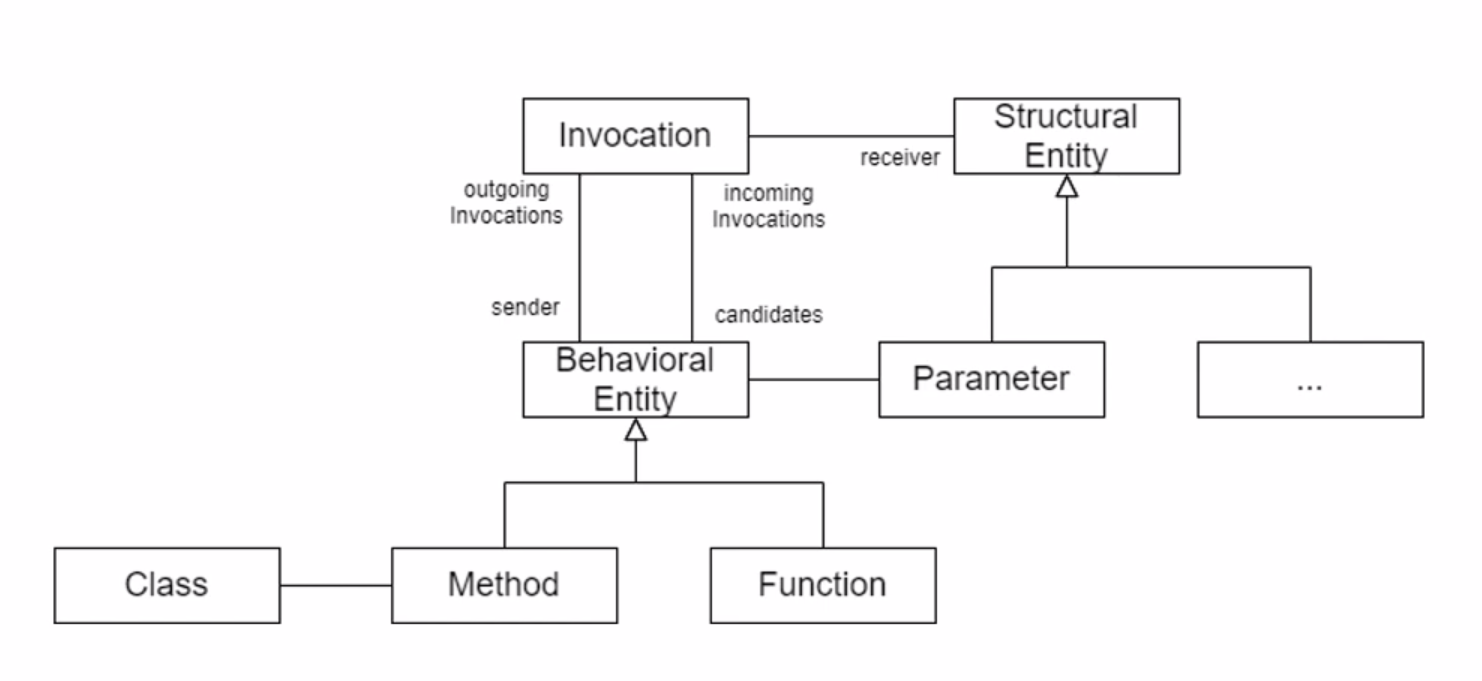 Invocation
Structural
Entity
receiver
outgoing
Invocations
incoming
Invocations
sender
candidates
Behavioral
Entity
Parameter
...
Class
Method
Function